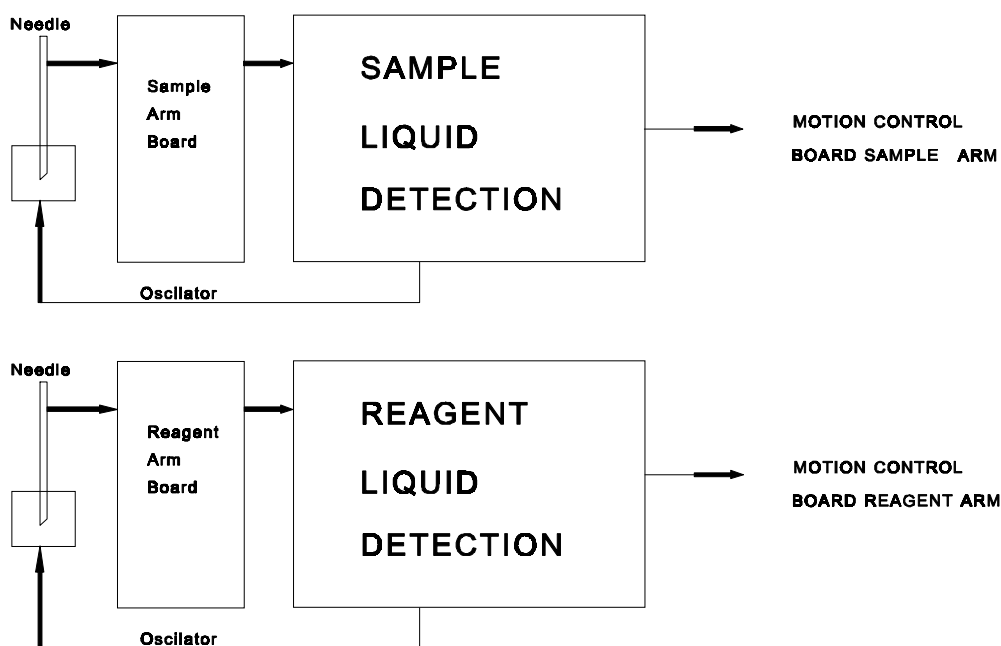 Needle
Sample
Arm
Board
SAMPLE
LIQUID
DETECTION
MOTION CONTROL
BOARD SAMPLE ARM
Oscilator
Needle
Reagent
Arm
Board
REAGENT
LIQUID
DETECTION
MOTION CONTROL
BOARD REAGENT ARM
Oscilator